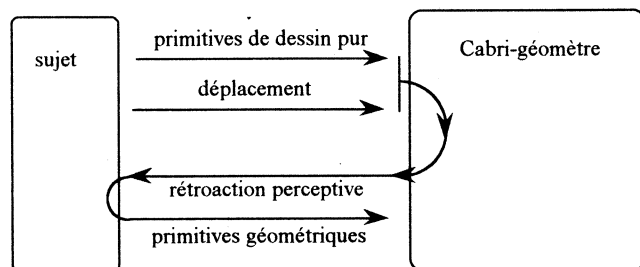 primitives de dessin pur
sujet
Cabri-géomètre
déplacement
rétroaction perceptive
primitives géométriques